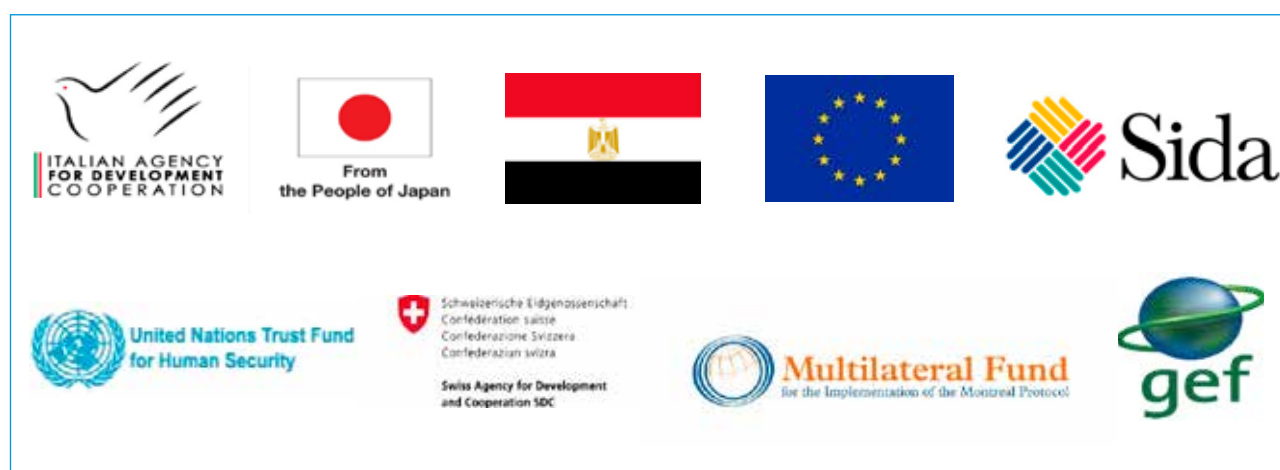 ITALIAN AGENCY
FOR DEVELOPMENT
COOPERATION
From
the People of Japan
Sida
United Nations Trust Fund
for Human Security
Schweizerische Eidgenossenschaft
Confédération suisse
Confederazione Svizzera
Confederaziun svizra
Swiss Agency for Development
and Cooperation SDC
Multilateral Fund
for the Implementation of the Montreal Protocol
gef